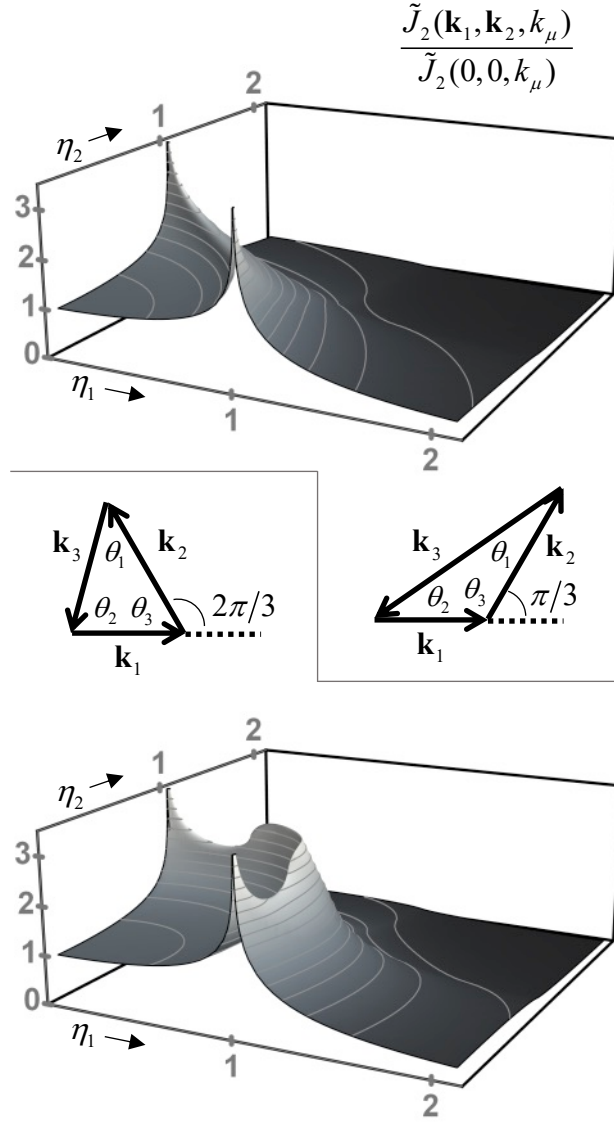 J̃₂(𝐤₁, 𝐤₂, k_μ)
J̃₂(0, 0, k_μ)
2
1
η₂ →
3
2
1
0
η₁ →
1
2
𝐤₃ θ₁ 𝐤₂
θ₂ θ₃ 2π/3
𝐤₁
𝐤₃ θ₁ 𝐤₂
θ₂ θ₃ π/3
𝐤₁
2
1
η₂ →
3
2
1
0
η₁ →
1
2